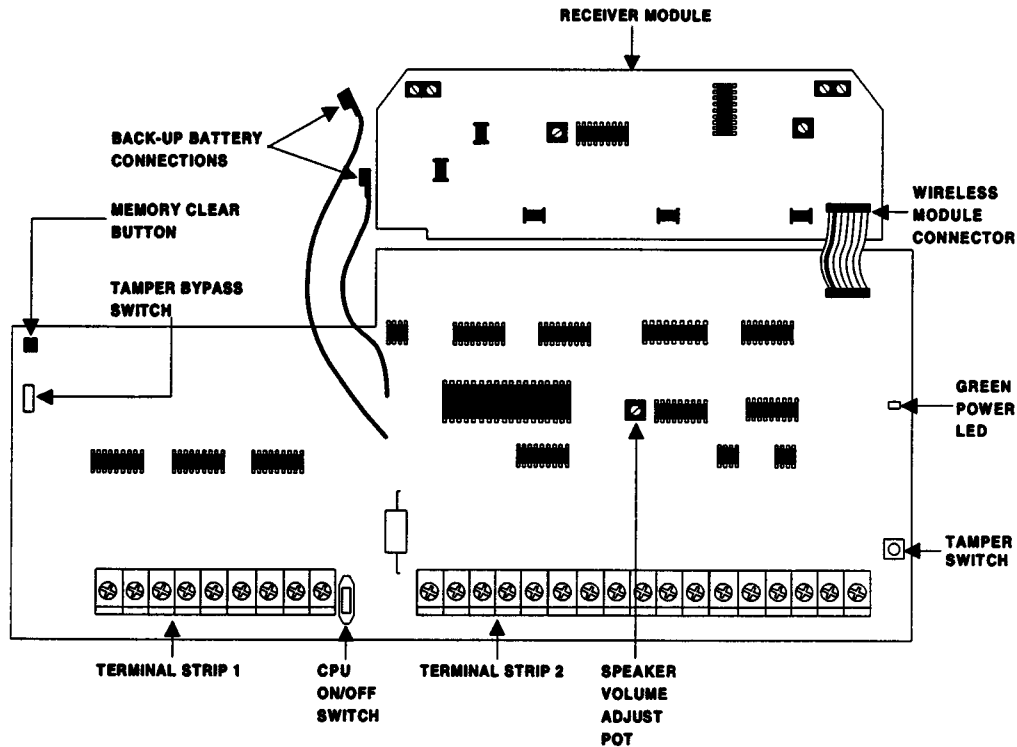 RECEIVER MODULE
BACK-UP BATTERY
CONNECTIONS
MEMORY CLEAR
BUTTON
TAMPER BYPASS
SWITCH
WIRELESS
MODULE
CONNECTOR
GREEN
POWER
LED
TAMPER
SWITCH
TERMINAL STRIP 1
CPU
ON/OFF
SWITCH
TERMINAL STRIP 2
SPEAKER
VOLUME
ADJUST
POT